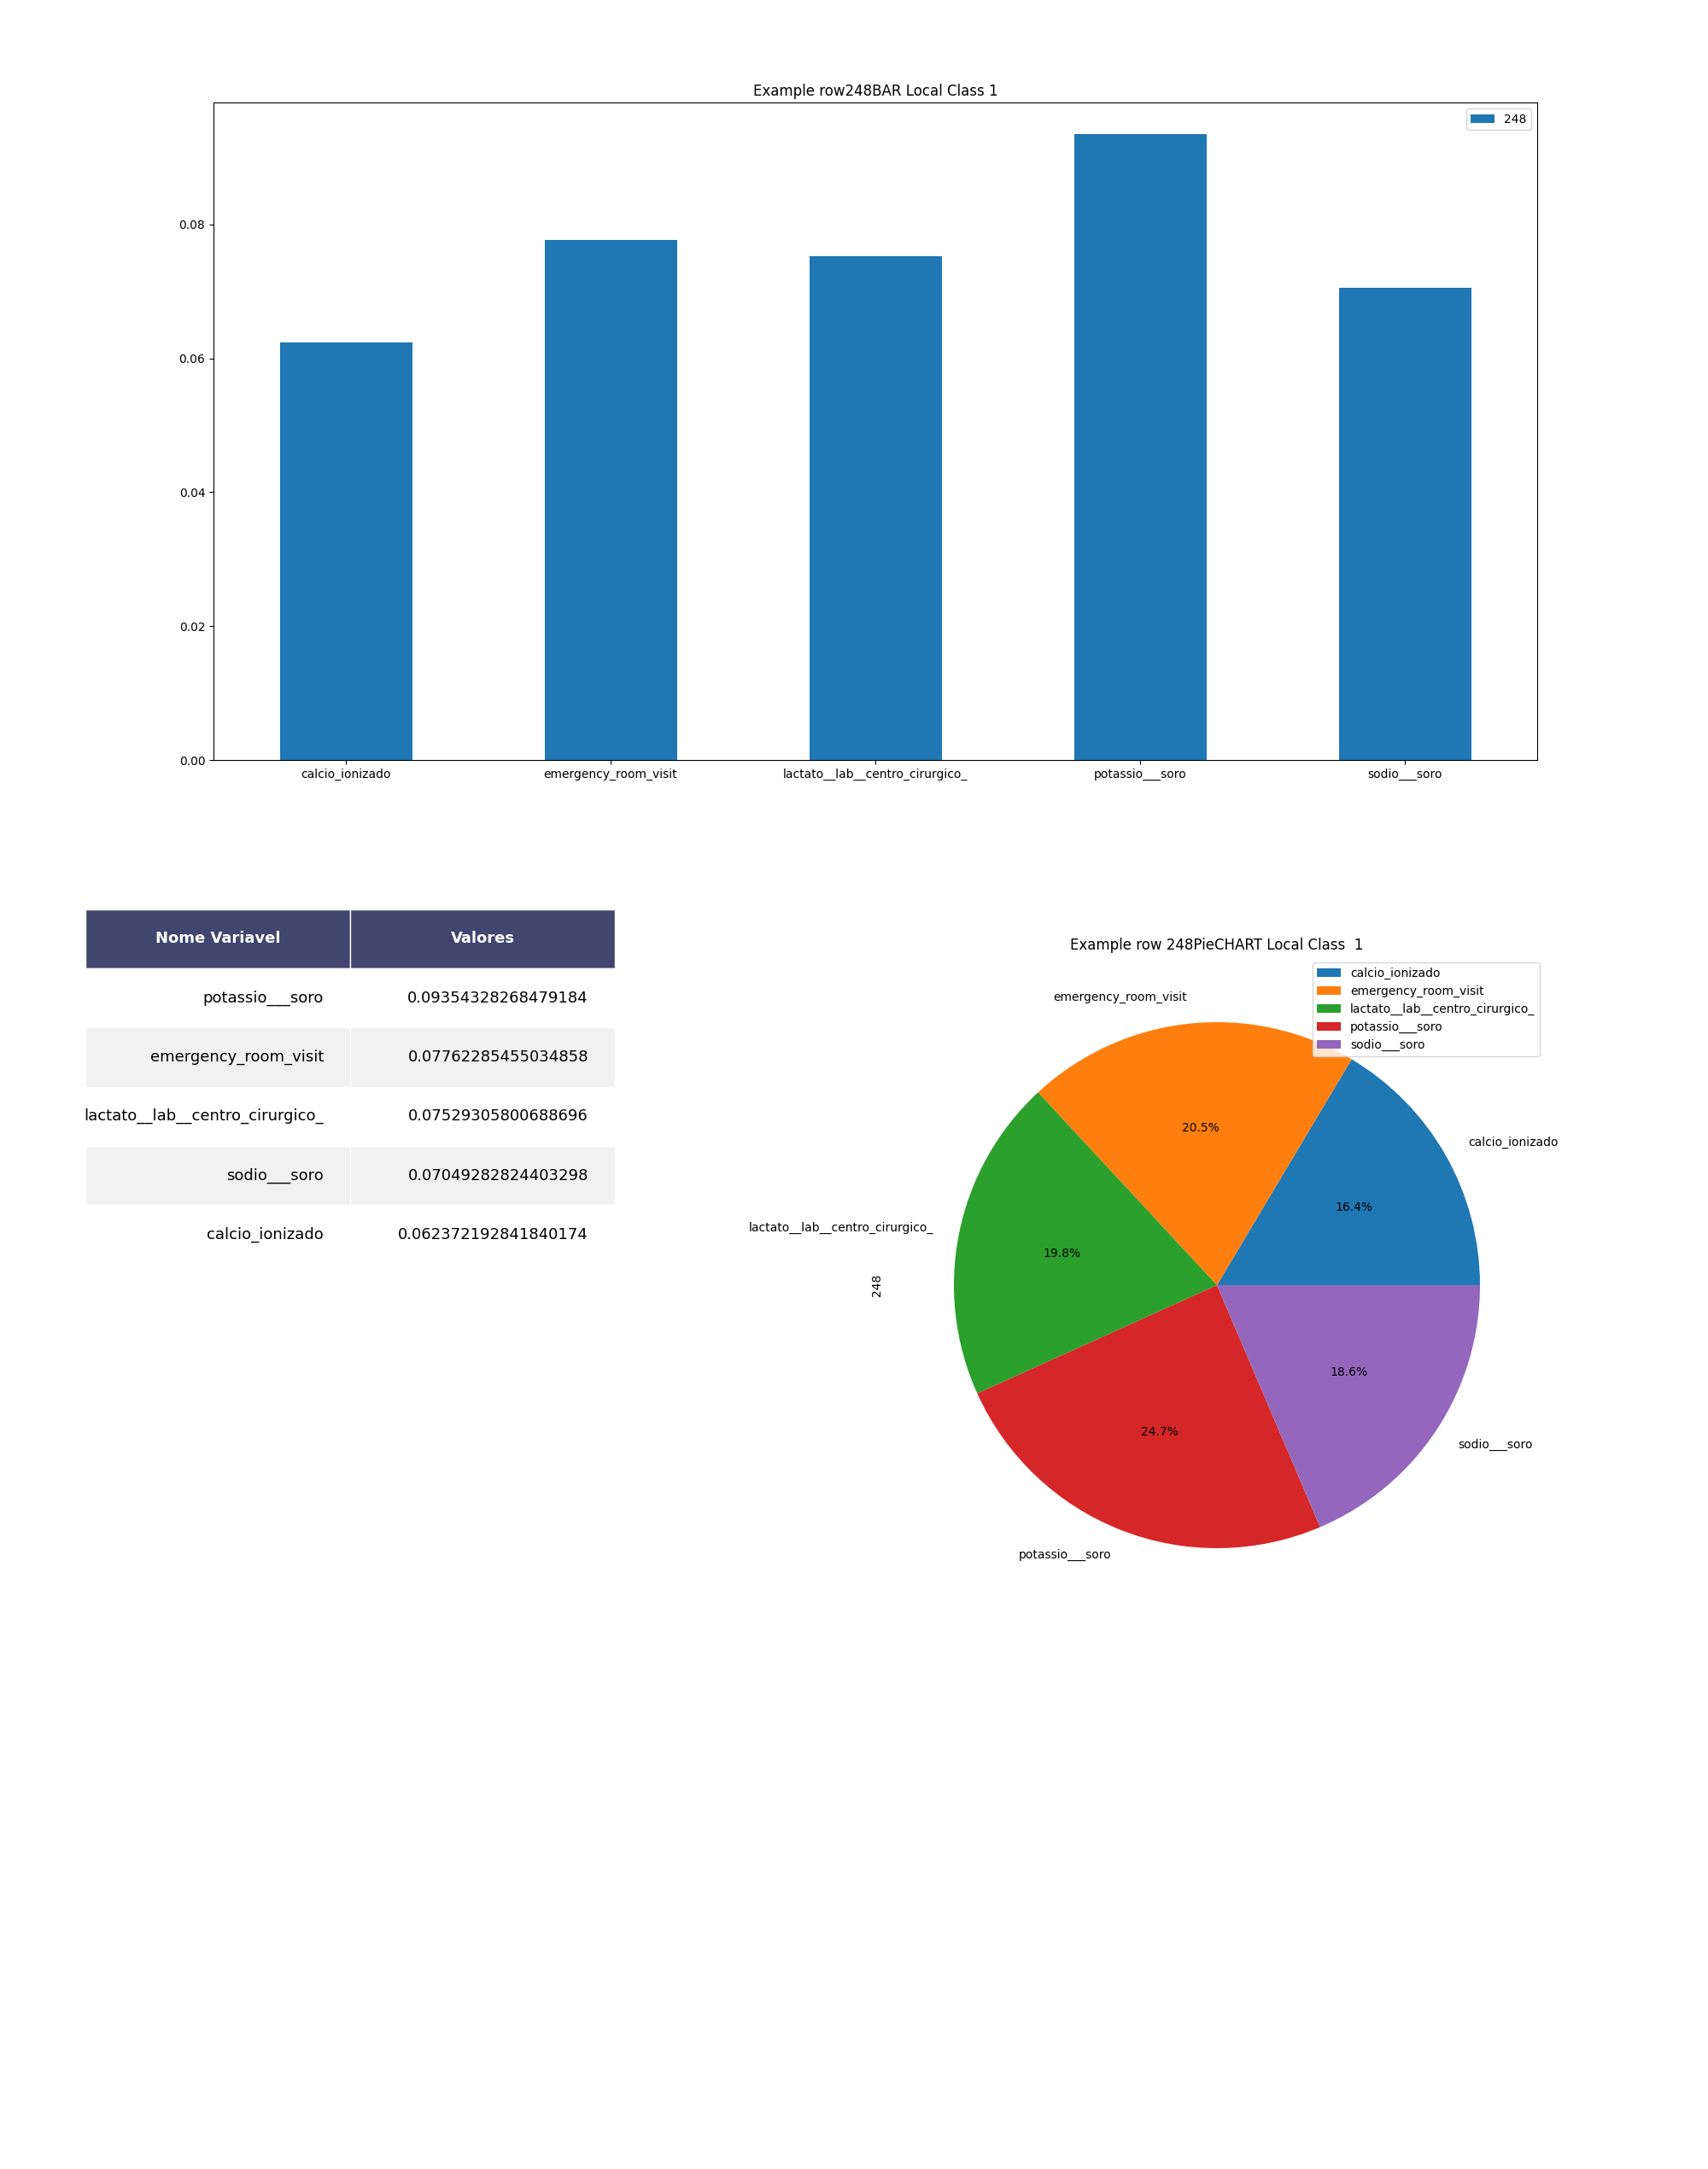 Example row248BAR Local Class 1
248
0.08
0.06
0.04
0.02
0.00
calcio_ionizado emergency_room_visit lactato__lab__centro_cirurgico_ potassio___soro sodio___soro
Nome Variavel Valores
potassio___soro 0.09354328268479184
emergency_room_visit 0.07762285455034858
lactato__lab__centro_cirurgico_ 0.07529305800688696
sodio___soro 0.07049282824403298
calcio_ionizado 0.062372192841840174
Example row 248PieCHART Local Class  1
calcio_ionizado
emergency_room_visit
lactato__lab__centro_cirurgico_
potassio___soro
sodio___soro
emergency_room_visit
20.5%
calcio_ionizado
16.4%
lactato__lab__centro_cirurgico_
19.8%
248
18.6%
24.7%
sodio___soro
potassio___soro